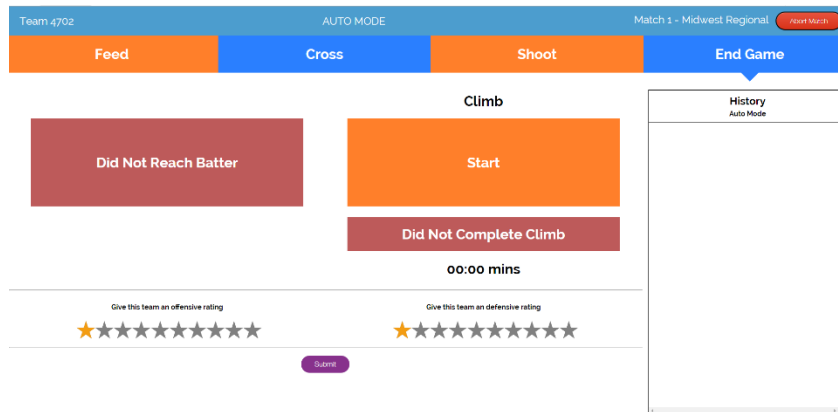 Team 4702 AUTO MODE Match 1 - Midwest Regional Abort Match
Feed Cross Shoot End Game
Climb
History
Auto Mode
Did Not Reach Batter
Start
Did Not Complete Climb
00:00 mins
Give this team an offensive rating
Give this team an defensive rating
Submit